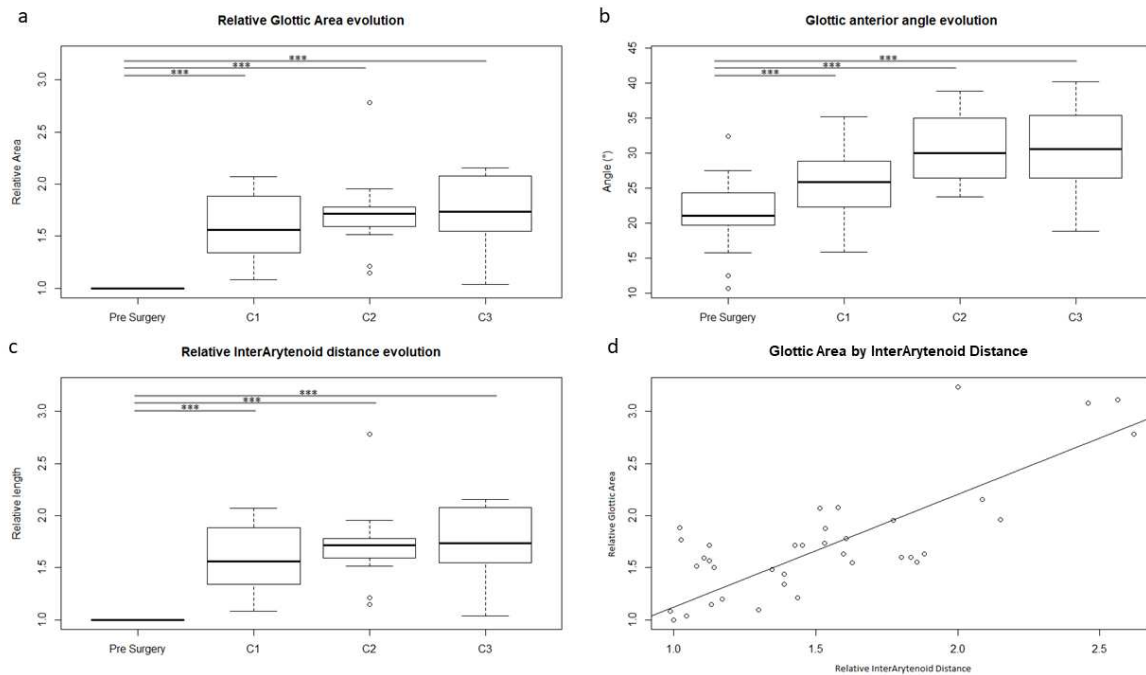 a
Relative Glottic Area evolution
***
***
***
3.0
2.5
2.0
1.5
1.0
Relative Area
Pre Surgery C1 C2 C3
b
Glottic anterior angle evolution
***
***
***
45
40
35
30
25
20
15
10
Angle (°)
Pre Surgery C1 C2 C3
c
Relative InterArytenoid distance evolution
***
***
***
3.0
2.5
2.0
1.5
1.0
Relative length
Pre Surgery C1 C2 C3
d
Glottic Area by InterArytenoid Distance
3.0
2.5
2.0
1.5
1.0
Relative Glottic Area
1.0 1.5 2.0 2.5
Relative InterArytenoid Distance